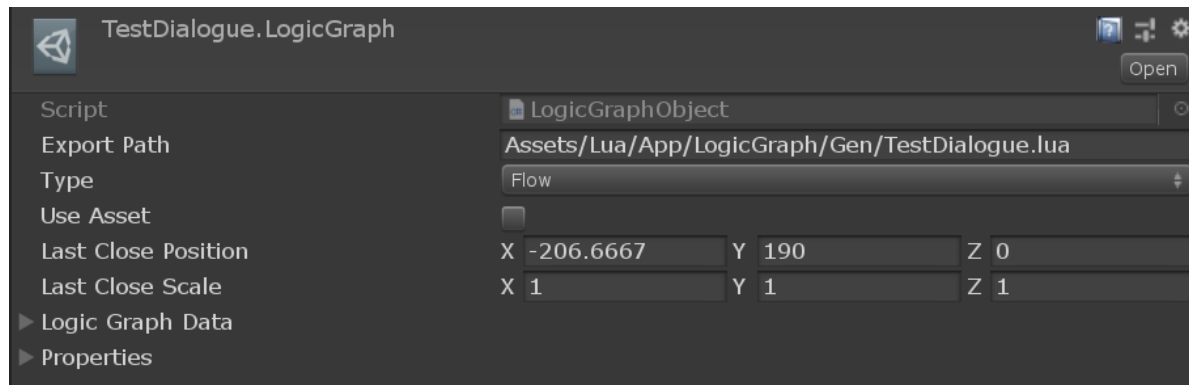 TestDialogue.LogicGraph
Open
Script LogicGraphObject
Export Path Assets/Lua/App/LogicGraph/Gen/TestDialogue.lua
Type Flow
Use Asset
Last Close Position X -206.6667 Y 190 Z 0
Last Close Scale X 1 Y 1 Z 1
Logic Graph Data
Properties